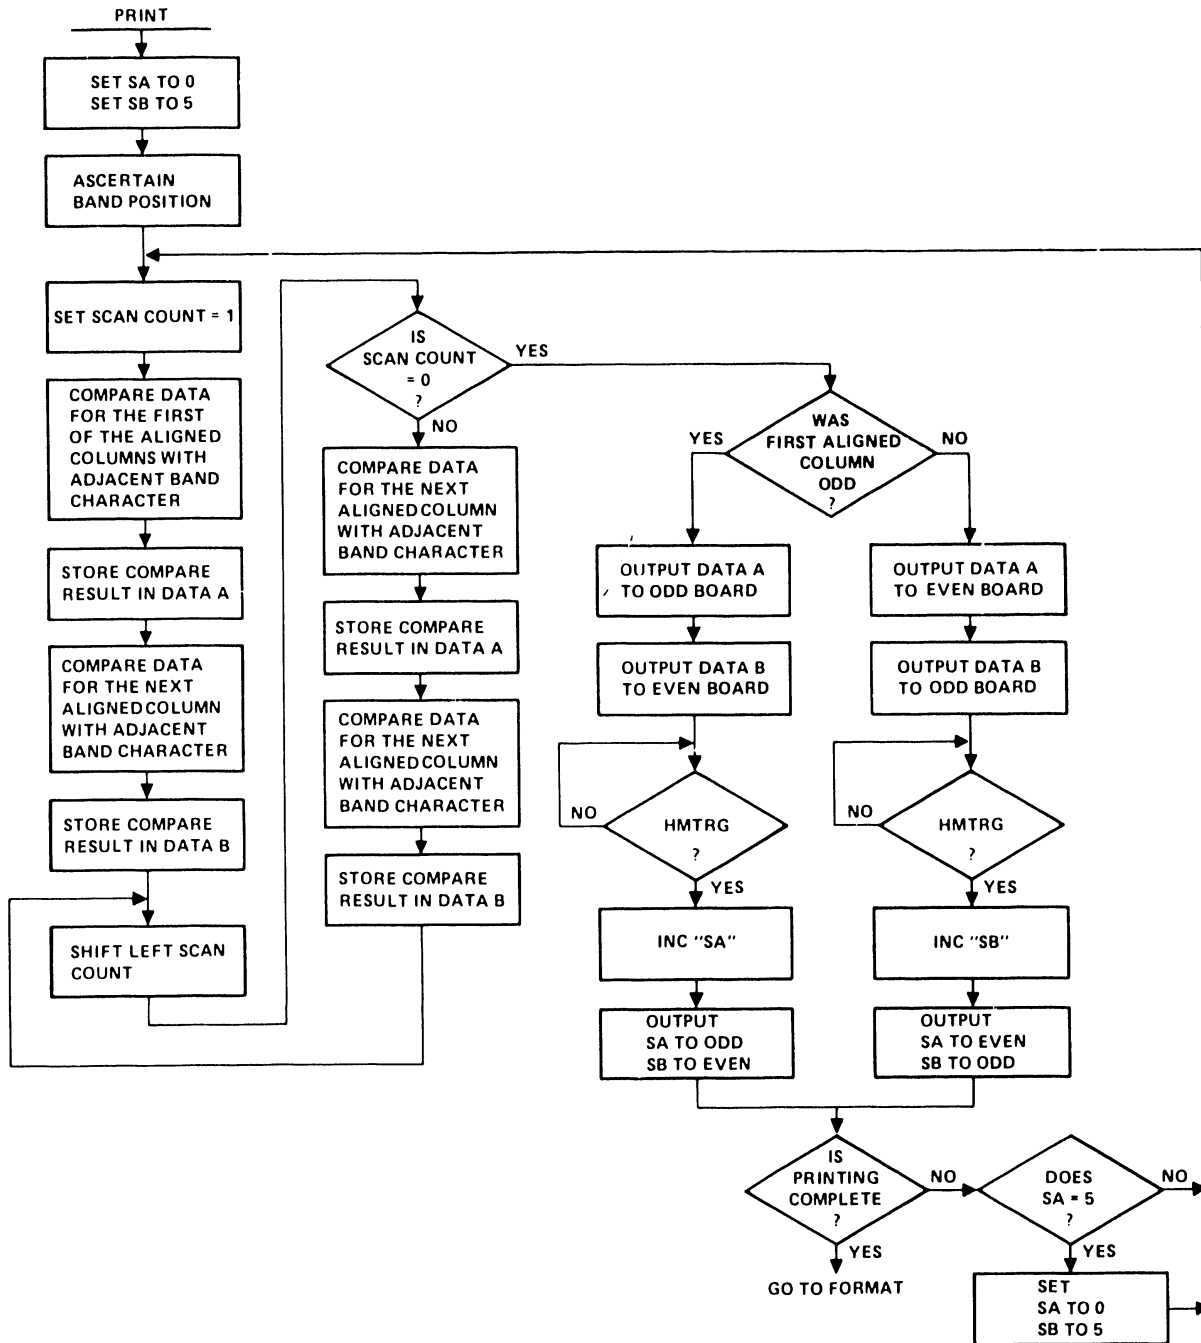 PRINT
SET SA TO 0
SET SB TO 5
ASCERTAIN
BAND POSITION
SET SCAN COUNT = 1
COMPARE DATA
FOR THE FIRST
OF THE ALIGNED
COLUMNS WITH
ADJACENT BAND
CHARACTER
STORE COMPARE
RESULT IN DATA A
COMPARE DATA
FOR THE NEXT
ALIGNED COLUMN
WITH ADJACENT
BAND CHARACTER
STORE COMPARE
RESULT IN DATA B
SHIFT LEFT SCAN
COUNT
IS
SCAN COUNT
= 0
?
YES
NO
COMPARE DATA
FOR THE NEXT
ALIGNED COLUMN
WITH ADJACENT
BAND CHARACTER
STORE COMPARE
RESULT IN DATA A
COMPARE DATA
FOR THE NEXT
ALIGNED COLUMN
WITH ADJACENT
BAND CHARACTER
STORE COMPARE
RESULT IN DATA B
WAS
FIRST ALIGNED
COLUMN
ODD
?
YES
NO
OUTPUT DATA A
TO ODD BOARD
OUTPUT DATA B
TO EVEN BOARD
HMTRG
?
NO
YES
INC "SA"
OUTPUT
SA TO ODD
SB TO EVEN
OUTPUT DATA A
TO EVEN BOARD
OUTPUT DATA B
TO ODD BOARD
HMTRG
?
NO
YES
INC "SB"
OUTPUT
SA TO EVEN
SB TO ODD
IS
PRINTING
COMPLETE
?
NO
YES
GO TO FORMAT
DOES
SA = 5
?
NO
YES
SET
SA TO 0
SB TO 5